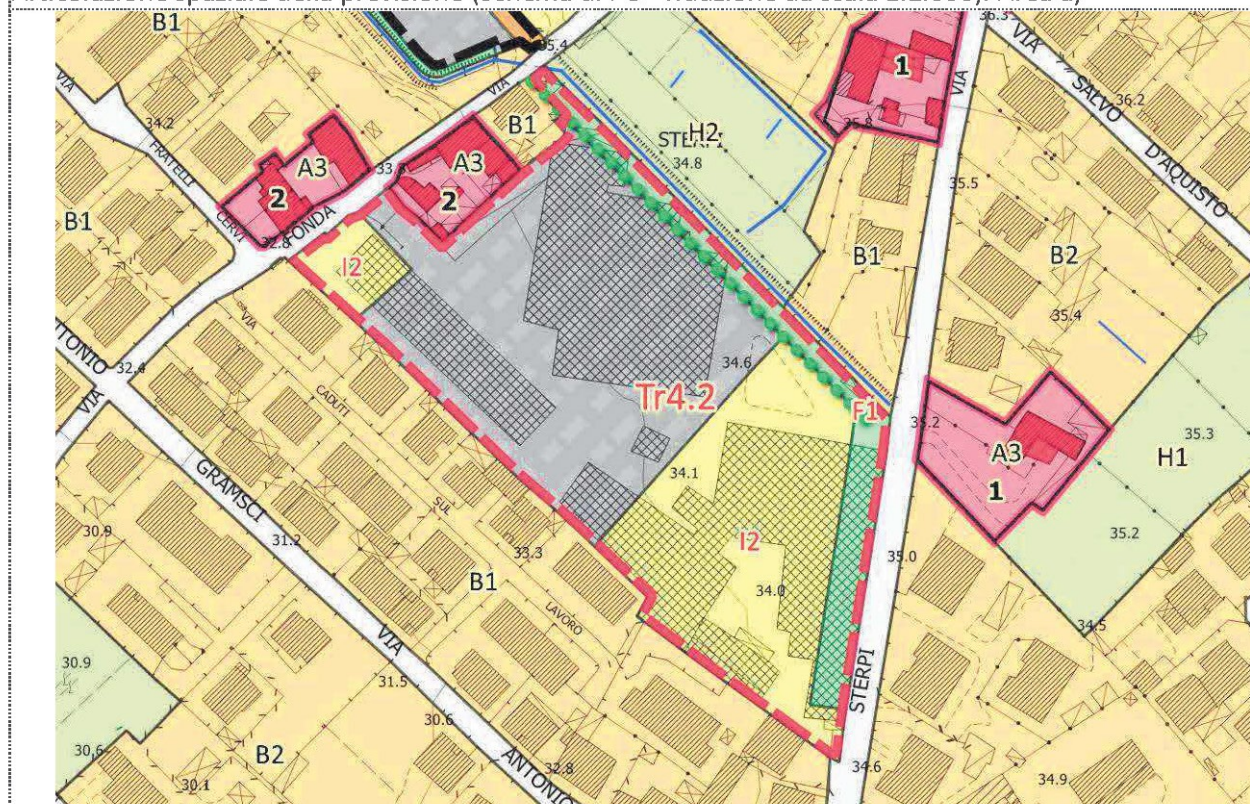 B1
35.4
36.3
VIA
1
VIA
VIA
SALVO
36.2
34.2
VIA
B1
STERPI
H2
34.8
35.8
D'AQUISTO
FRATELLI
A3
33.8
A3
35.5
2
2
B1
CERVI
32.8
FONDA
B1
B2
I2
VIA
35.4
TONIO
32.4
34.6
VIA
CADUTI
Tr4.2
F1
35.2
A3
35.3
H1
1
GRAMSCI
34.1
SUL
30.9
31.2
33.3
I2
35.0
35.2
B1
34.0
LAVORO
34.5
VIA
30.9
31.5
STERPI
30.6
30.6
B2
ANTONIO
32.8
34.6
30.1
34.9